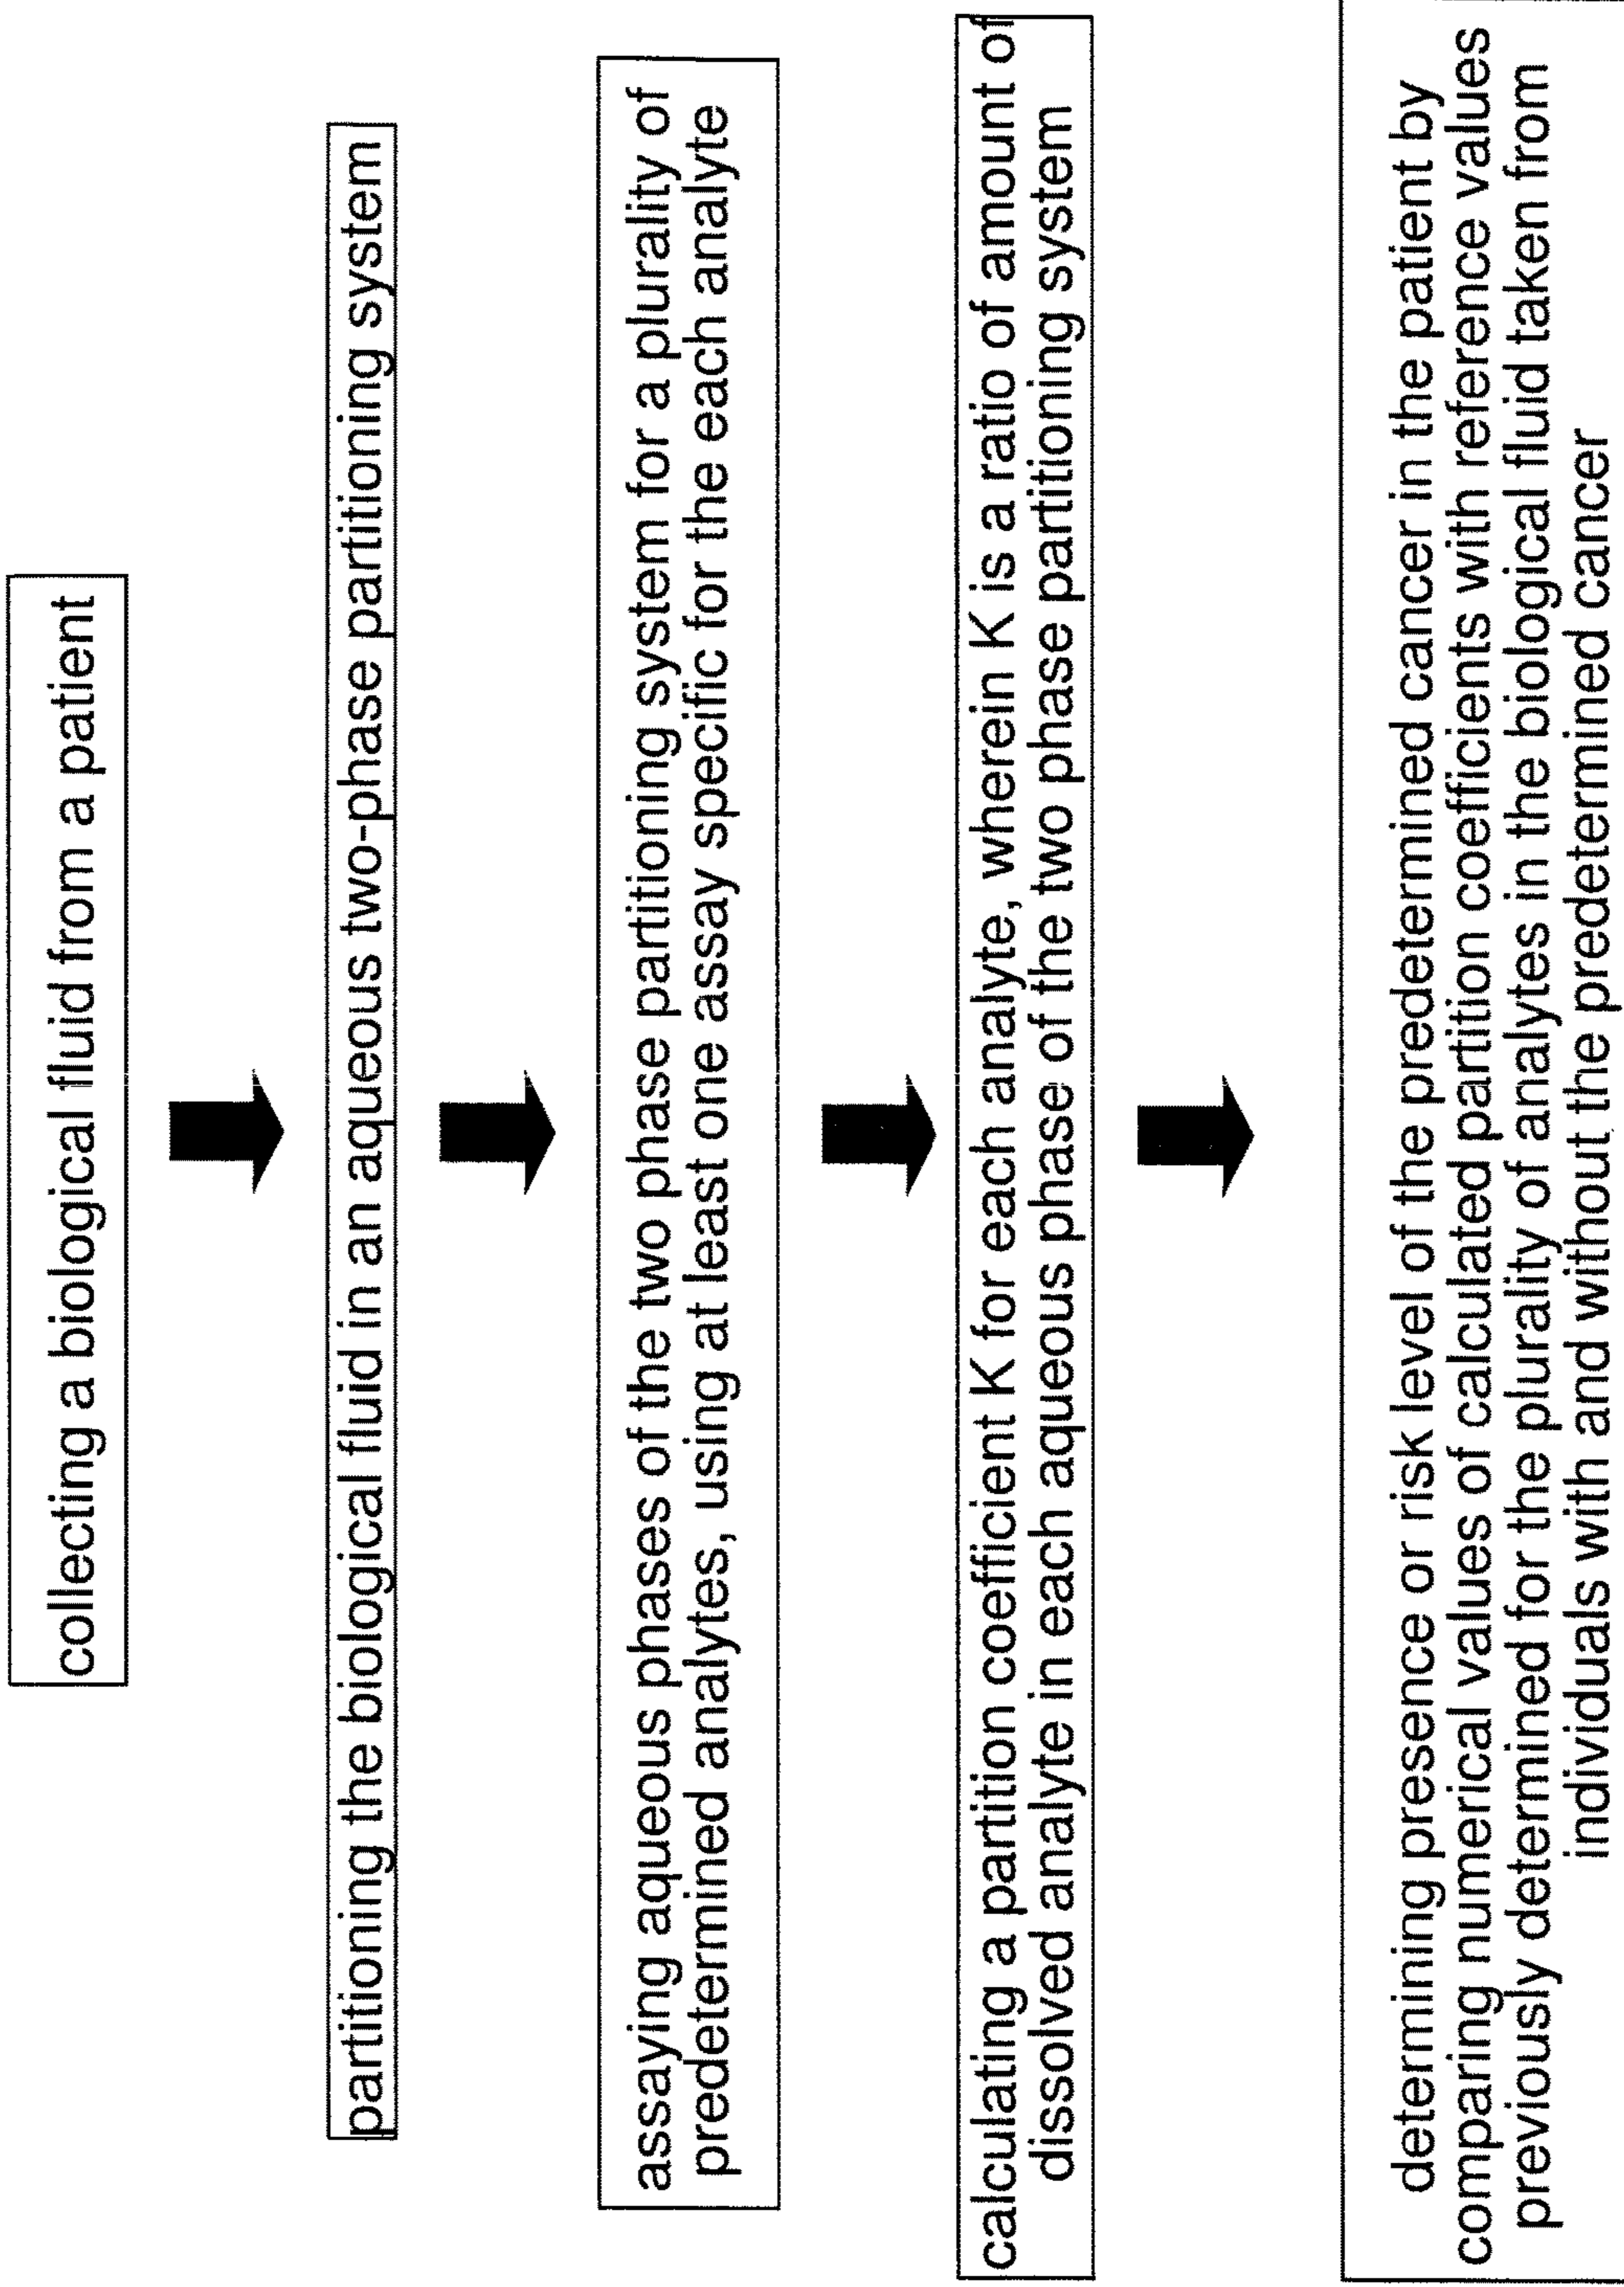 collecting a biological fluid from a patient
partitioning the biological fluid in an aqueous two-phase partitioning system
assaying aqueous phases of the two phase partitioning system for a plurality of
predetermined analytes, using at least one assay specific for the each analyte
calculating a partition coefficient K for each analyte, wherein K is a ratio of amount of
dissolved analyte in each aqueous phase of the two phase partitioning system
determining presence or risk level of the predetermined cancer in the patient by
comparing numerical values of calculated partition coefficients with reference values
previously determined for the plurality of analytes in the biological fluid taken from
individuals with and without the predetermined cancer